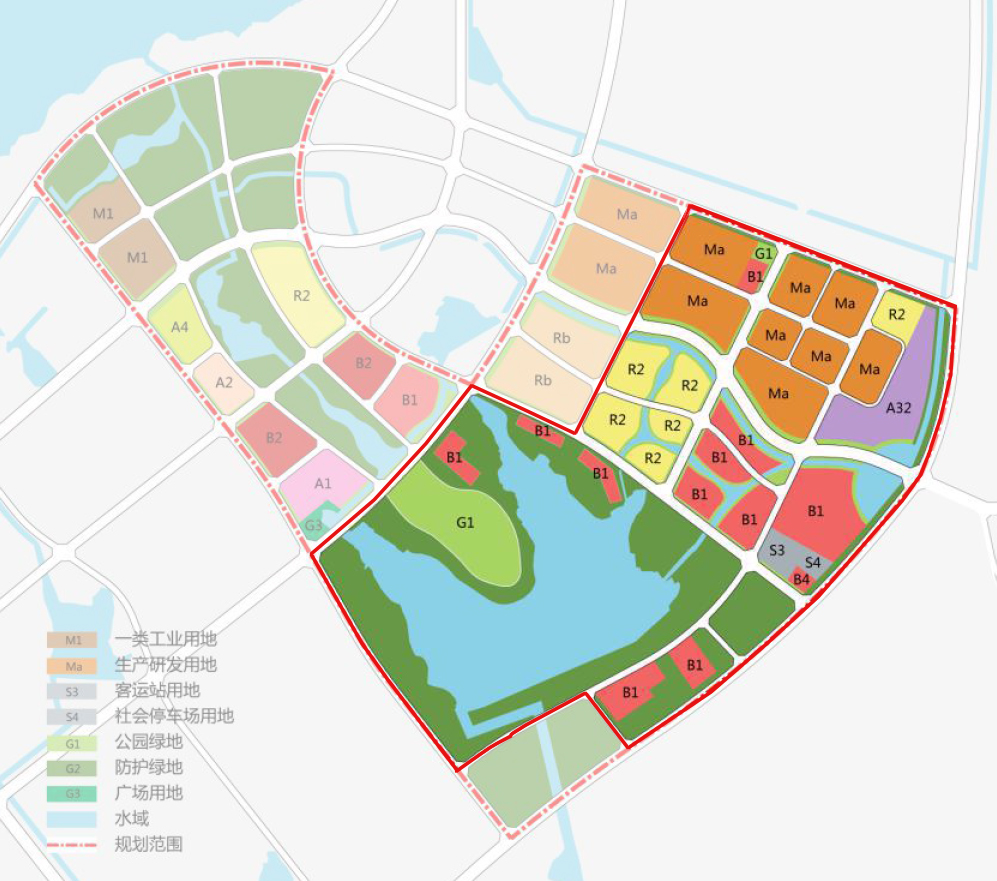 M1
M1
A4
A2
B2
A1
G3
R2
B2
B1
Ma
Ma
Rb
Rb
Ma
G1
B1
Ma
Ma
Ma
Ma
Ma
Ma
Ma
R2
A32
R2
R2
R2
R2
R2
B1
B1
B1
B1
B1
S3
S4
B4
B1
B1
B1
G1
B1
B1
M1 一类工业用地
Ma 生产研发用地
S3 客运站用地
S4 社会停车场用地
G1 公园绿地
G2 防护绿地
G3 广场用地
水域
规划范围